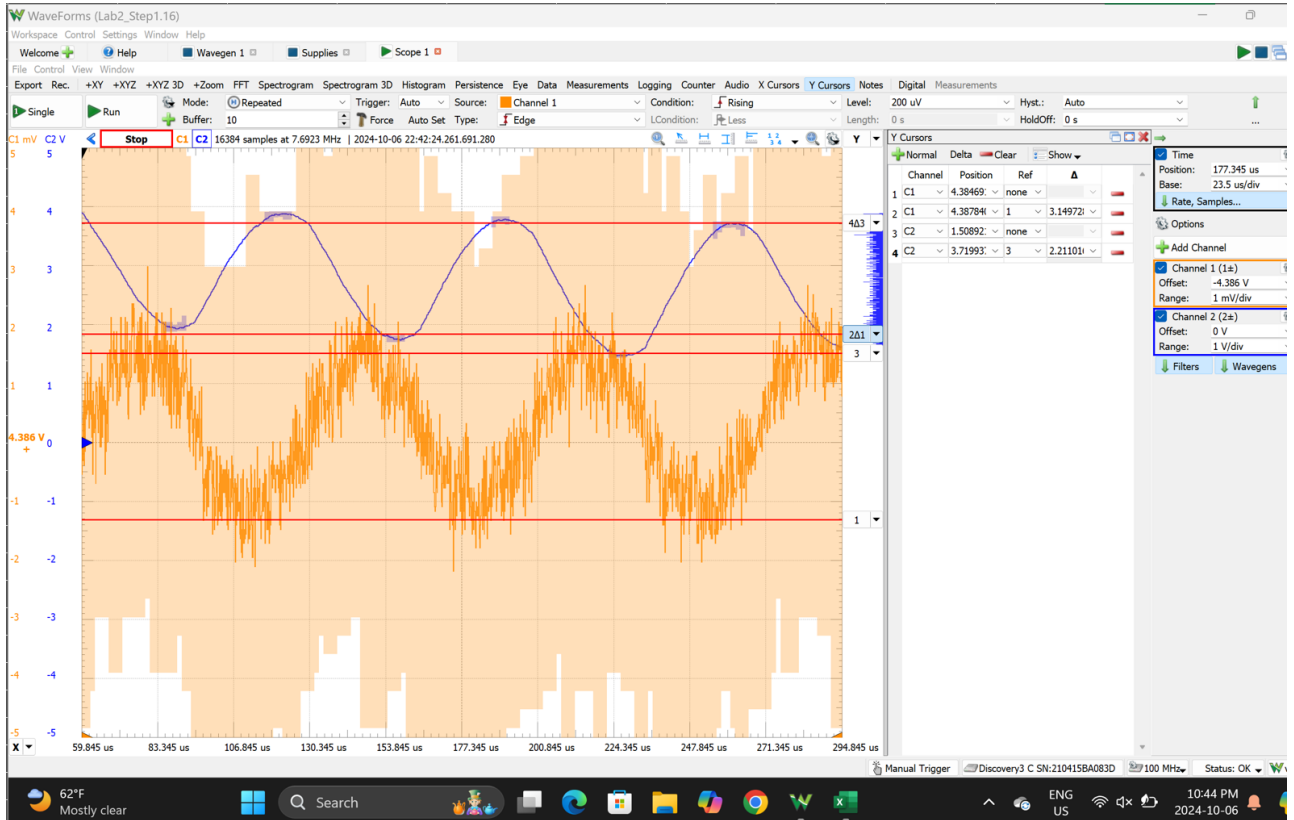 WaveForms (Lab2_Step1.16)
Workspace Control Settings Window Help
Welcome Help Wavegen 1 Supplies Scope 1
File Control View Window
Export Rec. +XY +XYZ +XYZ 3D +Zoom FFT Spectrogram Spectrogram 3D Histogram Persistence Eye Data Measurements Logging Counter Audio X Cursors Y Cursors Notes Digital Measurements
Single Run Mode: Repeated Trigger: Auto Source: Channel 1 Condition: Rising Level: 200 uV Hyst.: Auto
Buffer: 10 Force Auto Set Type: Edge LCondition: Less Length: 0 s HoldOff: 0 s ...
C1 mV C2 V Stop C1 C2 16384 samples at 7.6923 MHz | 2024-10-06 22:42:24.261.691.280 Y
5 5
4 4
3 3
2 2
1 1
4.386 V 0
-1 -1
-2 -2
-3 -3
-4 -4
-5 -5
4Δ3
2Δ1
3
1
X 59.845 us 83.345 us 106.845 us 130.345 us 153.845 us 177.345 us 200.845 us 224.345 us 247.845 us 271.345 us 294.845 us
Y Cursors
Normal Delta Clear Show
Channel Position Ref Δ
1 C1 4.38469 none
2 C1 4.38784 1 3.14972
3 C2 1.50892 none
4 C2 3.71993 3 2.21101
Time
Position: 177.345 us
Base: 23.5 us/div
Rate, Samples...
Options
Add Channel
Channel 1 (1±)
Offset: -4.386 V
Range: 1 mV/div
Channel 2 (2±)
Offset: 0 V
Range: 1 V/div
Filters Wavegens
Manual Trigger Discovery3 C SN:210415BA083D 100 MHz Status: OK
62°F
Mostly clear
Search
ENG
US
10:44 PM
2024-10-06